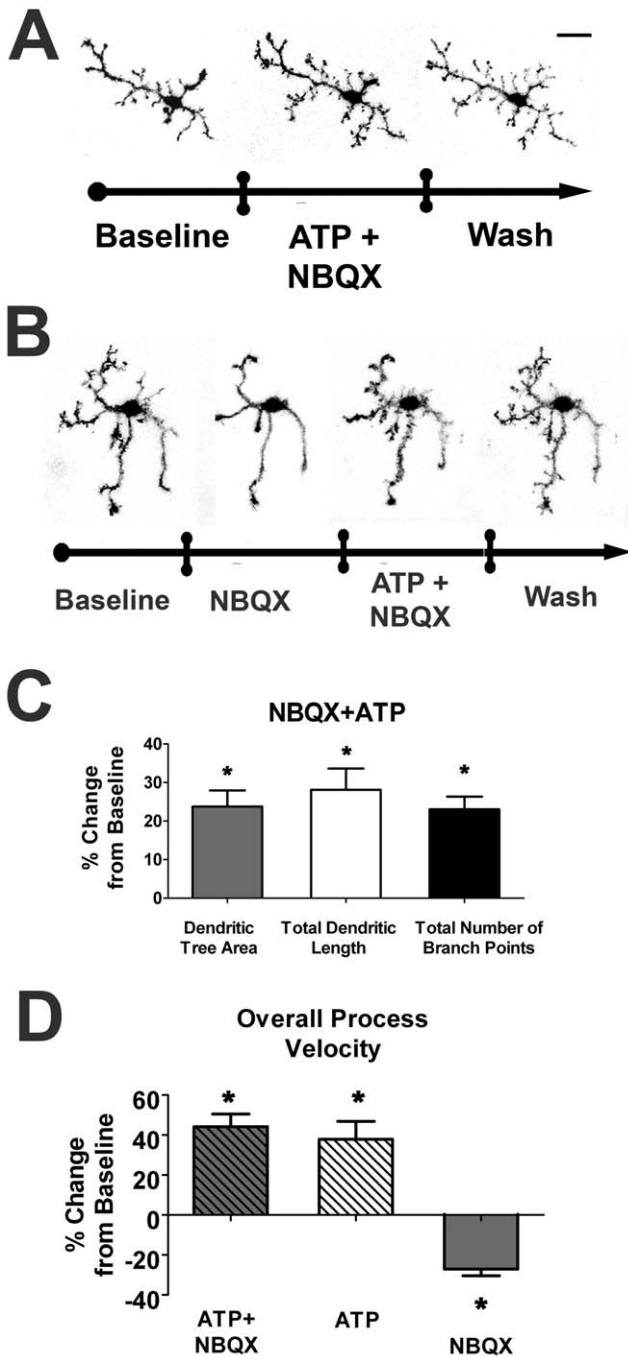 A
Baseline
ATP +
NBQX
Wash
B
Baseline
NBQX
ATP +
NBQX
Wash
C
NBQX+ATP
% Change
from Baseline
40
30
20
10
0
*
*
*
Dendritic
Tree Area
Total Dendritic
Length
Total Number of
Branch Points
D
Overall Process
Velocity
% Change
from Baseline
60
40
20
0
-20
-40
*
*
*
ATP+
NBQX
ATP
NBQX